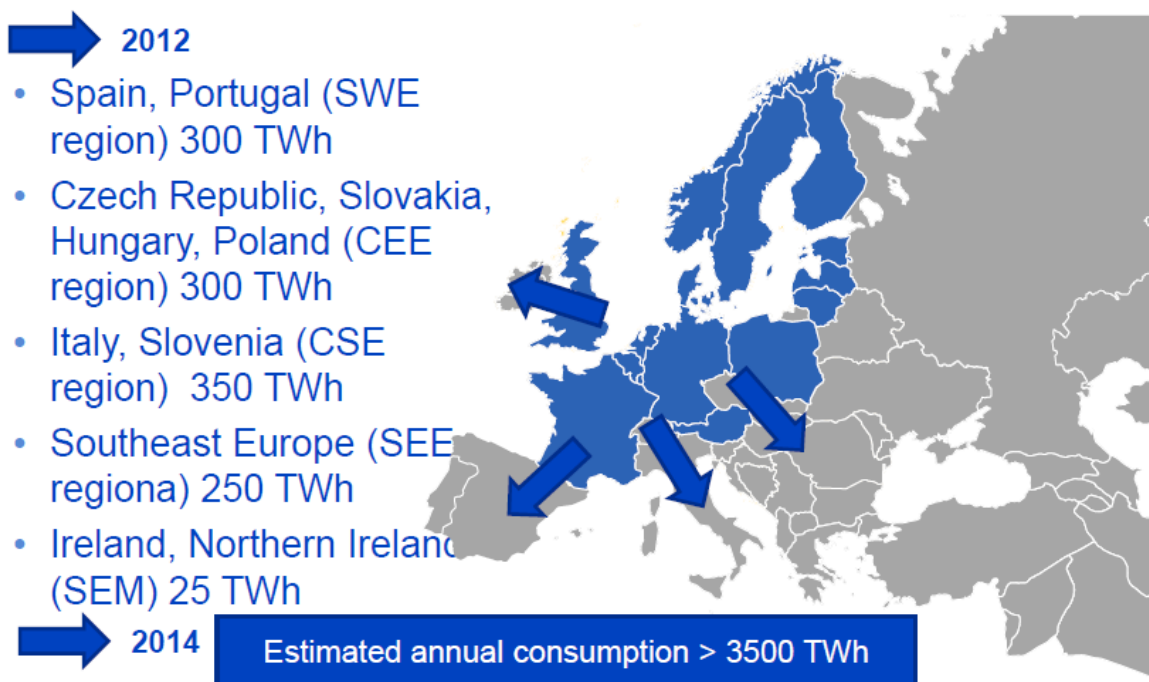 2012
• Spain, Portugal (SWE
region) 300 TWh
• Czech Republic, Slovakia,
Hungary, Poland (CEE
region) 300 TWh
• Italy, Slovenia (CSE
region) 350 TWh
• Southeast Europe (SEE
regiona) 250 TWh
• Ireland, Northern Ireland
(SEM) 25 TWh
2014
Estimated annual consumption > 3500 TWh